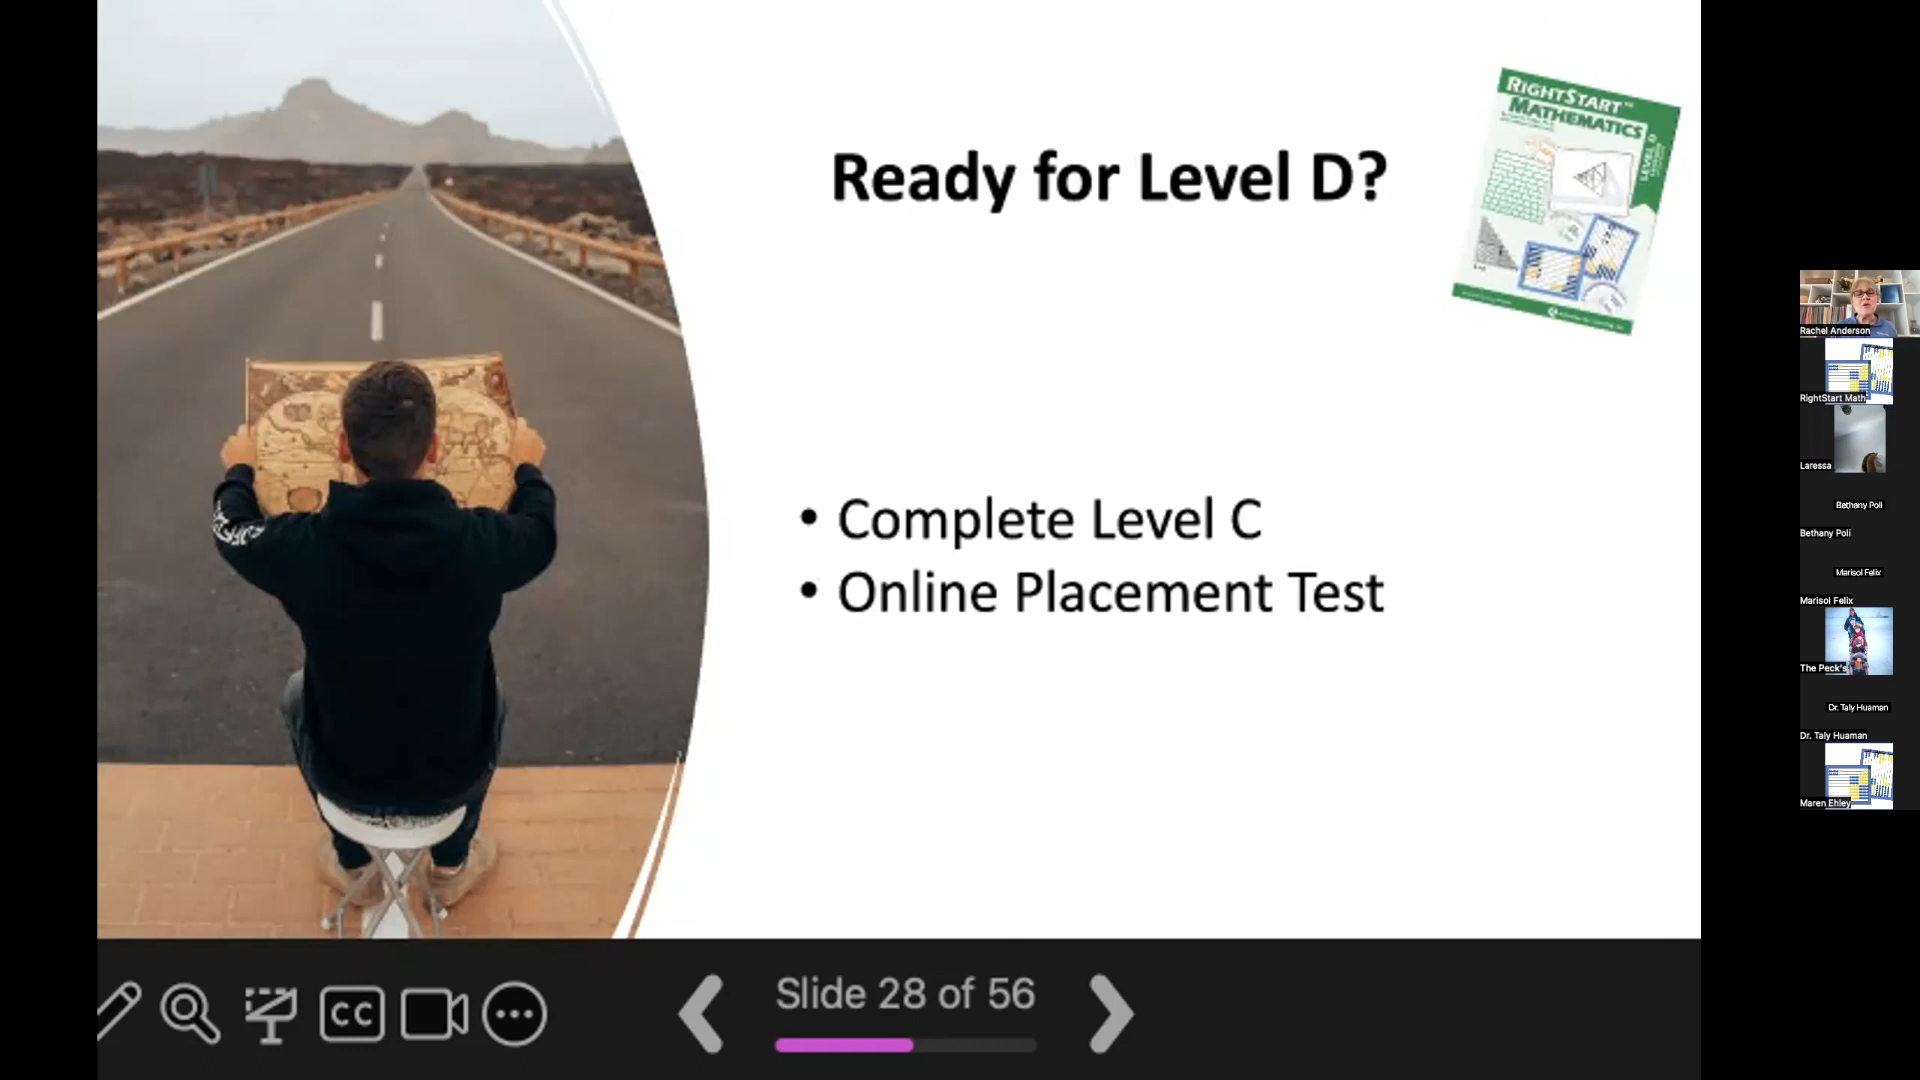 Ready for Level D?
RIGHTSTART™
MATHEMATICS
LEVEL D
• Complete Level C
• Online Placement Test
Rachel Anderson
RightStart Math
Laressa
Bethany Poli
Bethany Poli
Marisol Felix
Marisol Felix
The Peck's
Dr. Taly Huaman
Dr. Taly Huaman
Maren Ehley
CC
Slide 28 of 56